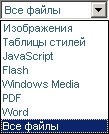 Все файлы
Изображения
Таблицы стилей
JavaScript
Flash
Windows Media
PDF
Word
Все файлы